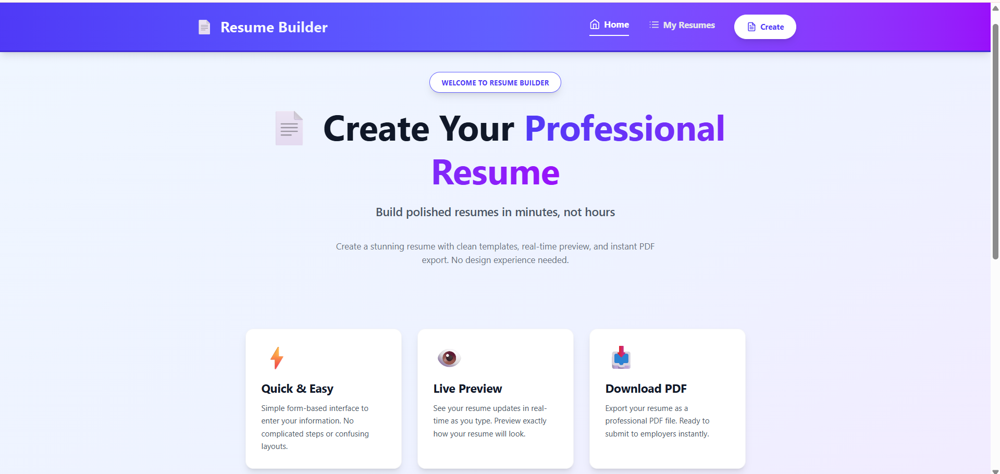 Resume Builder
Home
My Resumes
Create
WELCOME TO RESUME BUILDER
Create Your Professional
Resume
Build polished resumes in minutes, not hours
Create a stunning resume with clean templates, real-time preview, and instant PDF
export. No design experience needed.
Quick & Easy
Simple form-based interface to
enter your information. No
complicated steps or confusing
layouts.
Live Preview
See your resume updates in real-
time as you type. Preview exactly
how your resume will look.
Download PDF
Export your resume as a
professional PDF file. Ready to
submit to employers instantly.